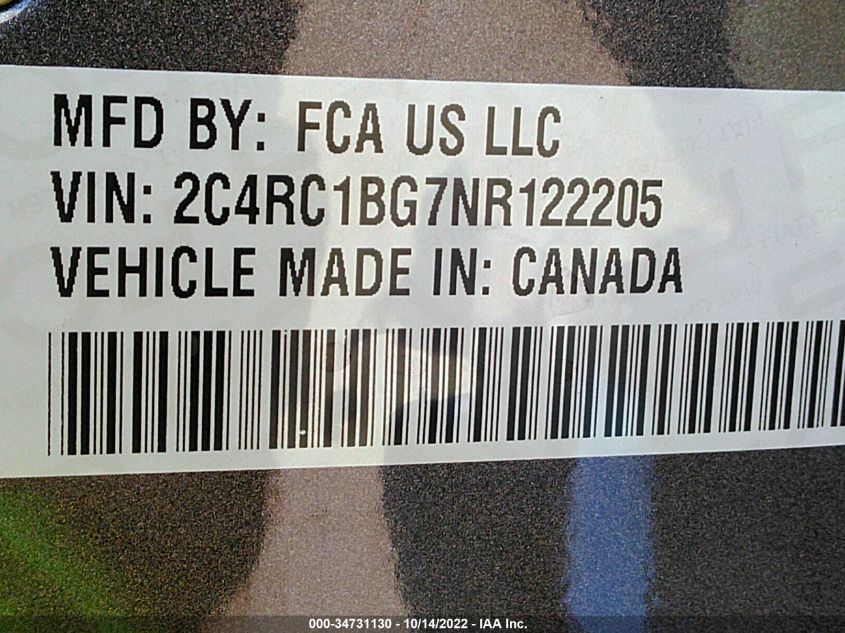 MFD BY: FCA US LLC
VIN: 2C4RC1BG7NR122205
VEHICLE MADE IN: CANADA
000-34731130 - 10/14/2022 - IAA Inc.